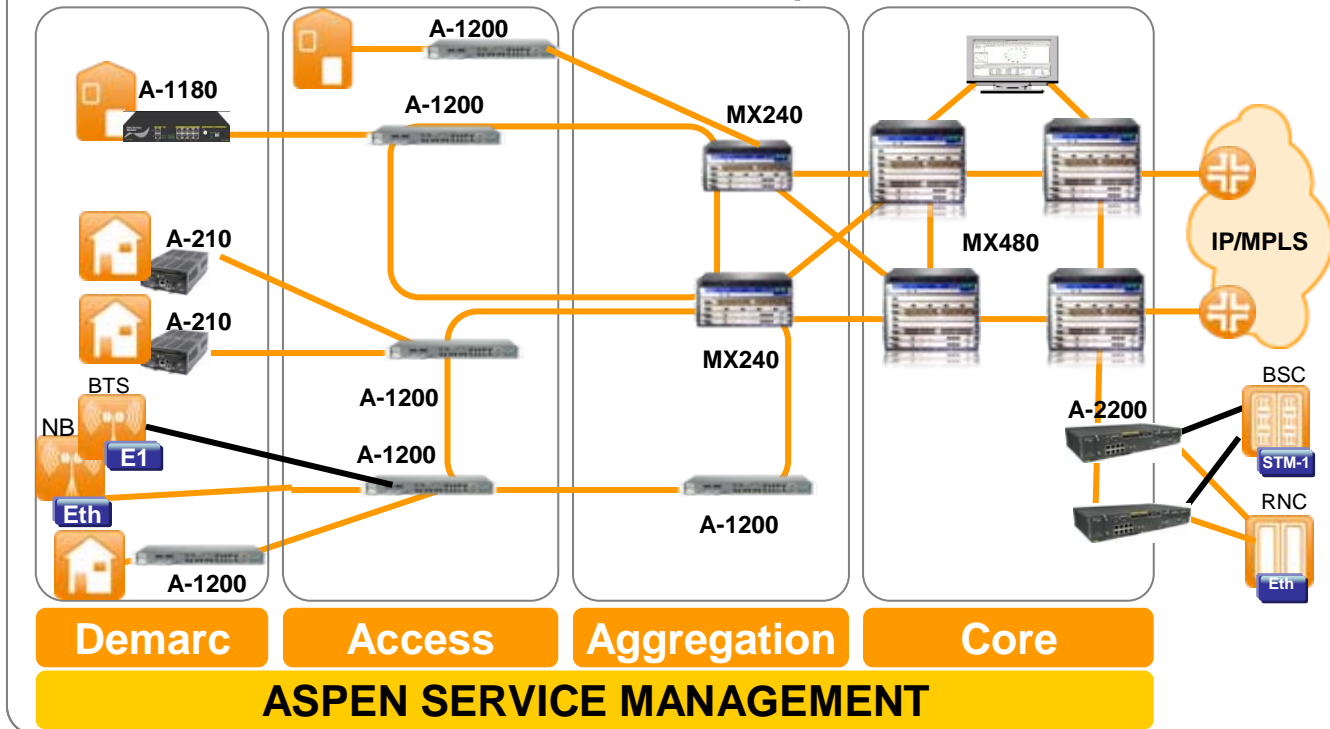 A-1200
A-1180
A-1200
MX240
A-210
MX480
IP/MPLS
A-210
MX240
BTS
A-1200
BSC
NB
A-2200
E1
A-1200
STM-1
Eth
A-1200
RNC
A-1200
Eth
Demarc
Access
Aggregation
Core
ASPEN SERVICE MANAGEMENT